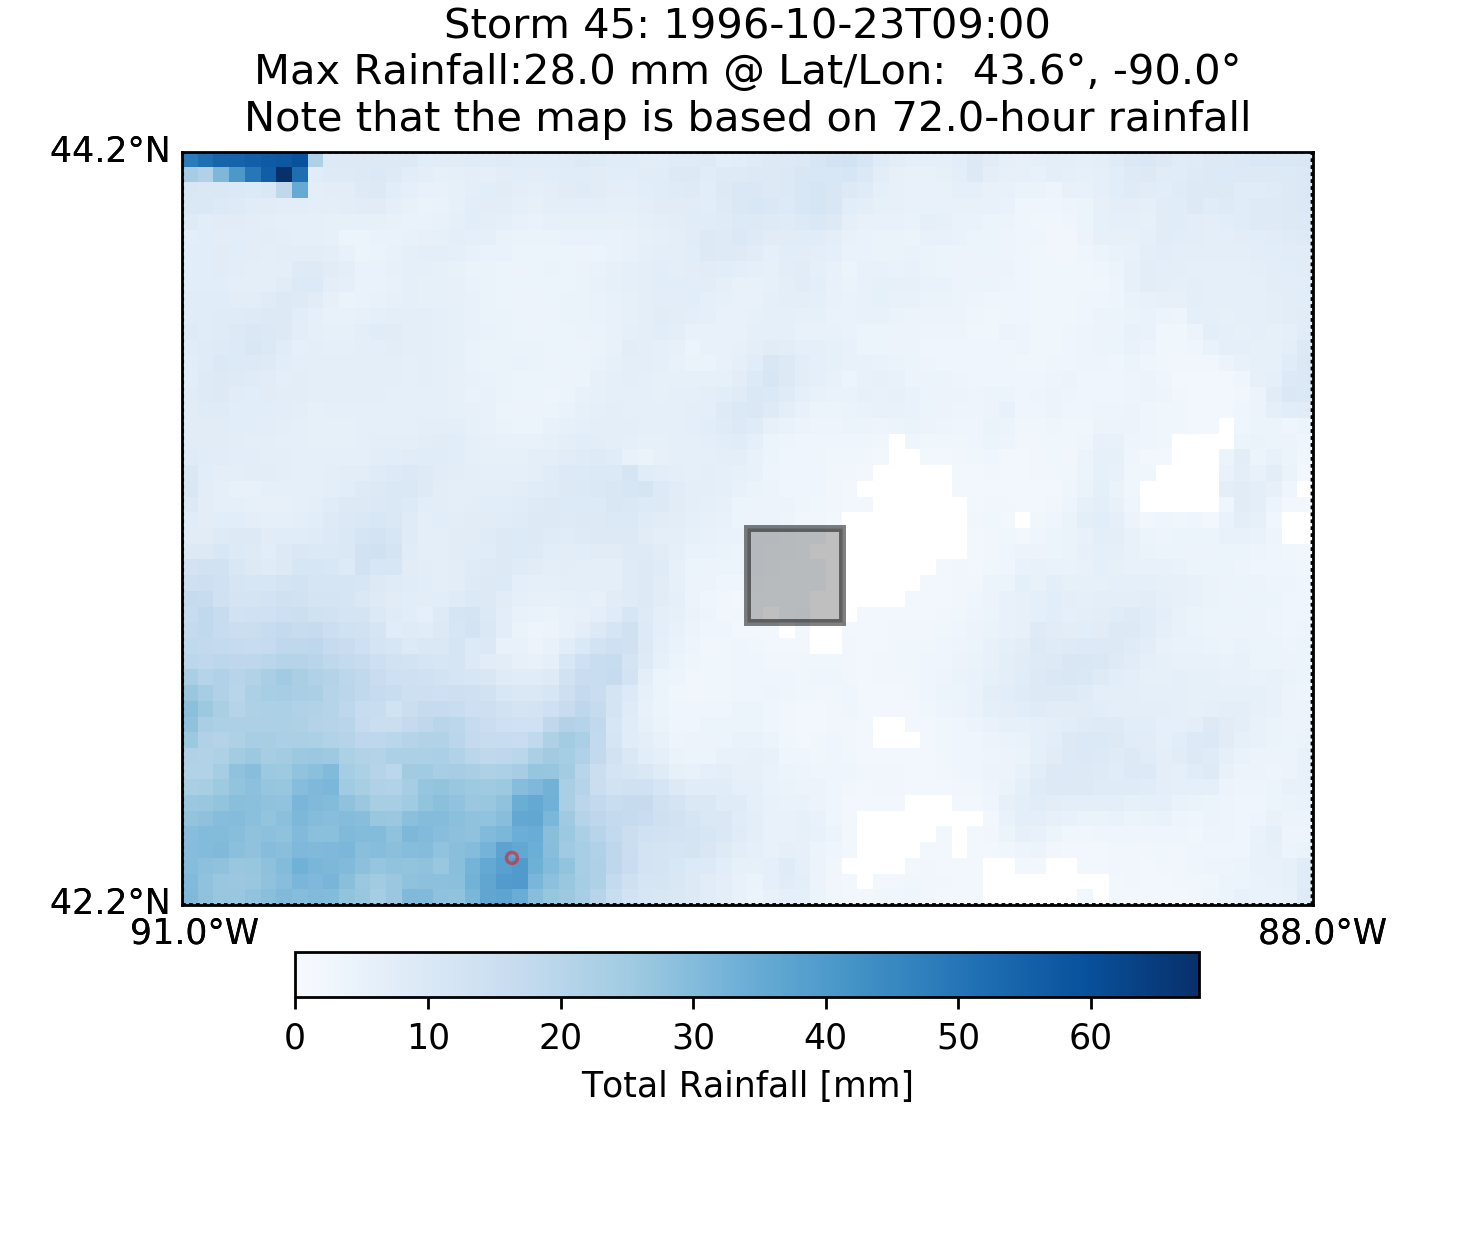 Storm 45: 1996-10-23T09:00
Max Rainfall:28.0 mm @ Lat/Lon:  43.6°, -90.0°
Note that the map is based on 72.0-hour rainfall
44.2°N
42.2°N
91.0°W 88.0°W
0 10 20 30 40 50 60
Total Rainfall [mm]